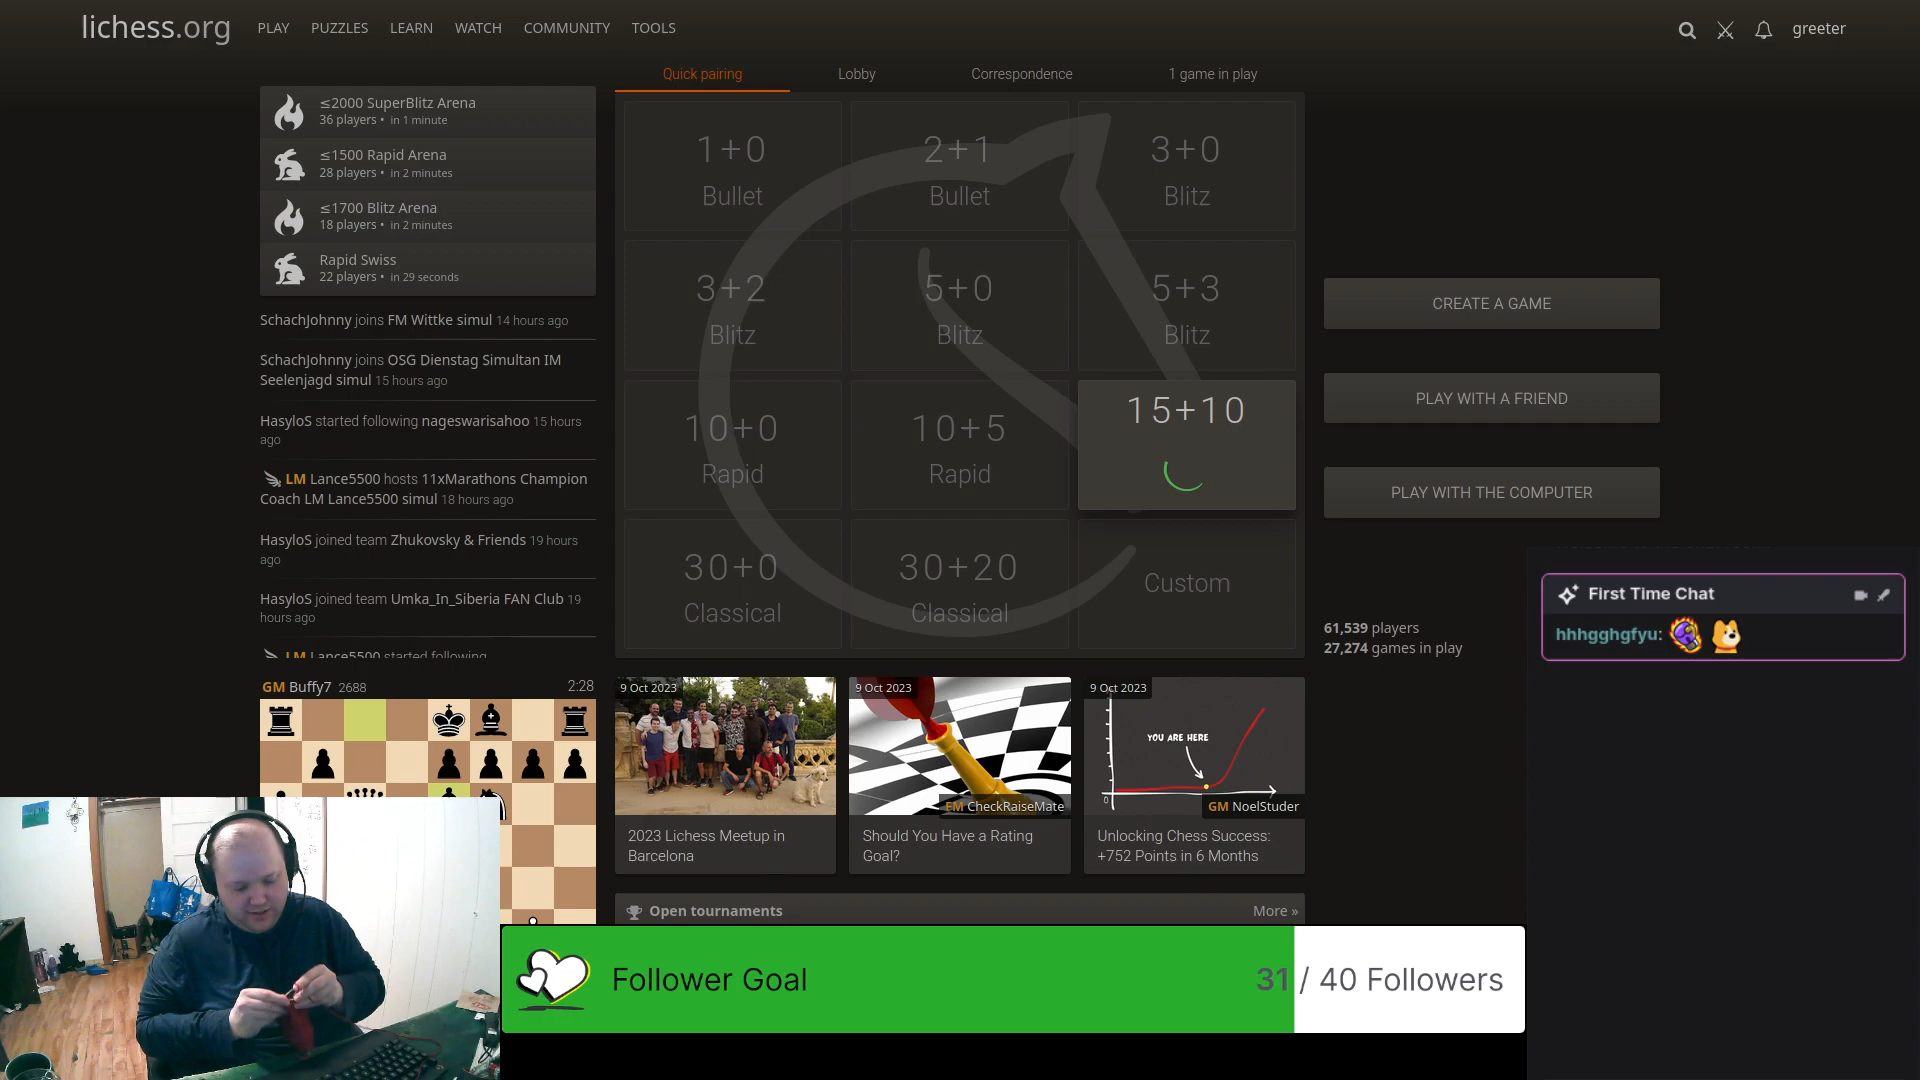 lichess.org
PLAY PUZZLES LEARN WATCH COMMUNITY TOOLS
greeter
≤2000 SuperBlitz Arena
36 players • in 1 minute
≤1500 Rapid Arena
28 players • in 2 minutes
≤1700 Blitz Arena
18 players • in 2 minutes
Rapid Swiss
22 players • in 29 seconds
SchachJohnny joins FM Wittke simul 14 hours ago
SchachJohnny joins OSG Dienstag Simultan IM
Seelenjagd simul 15 hours ago
HasyloS started following nageswarisahoo 15 hours
ago
LM Lance5500 hosts 11xMarathons Champion
Coach LM Lance5500 simul 18 hours ago
HasyloS joined team Zhukovsky & Friends 19 hours
ago
HasyloS joined team Umka_In_Siberia FAN Club 19
hours ago
LM Lance5500 started following
GM Buffy7 2688 2:28
Quick pairing Lobby Correspondence 1 game in play
1+0
Bullet
2+1
Bullet
3+0
Blitz
3+2
Blitz
5+0
Blitz
5+3
Blitz
10+0
Rapid
10+5
Rapid
15+10
30+0
Classical
30+20
Classical
Custom
CREATE A GAME
PLAY WITH A FRIEND
PLAY WITH THE COMPUTER
61,539 players
27,274 games in play
First Time Chat
hhhgghgfyu:
9 Oct 2023
2023 Lichess Meetup in
Barcelona
9 Oct 2023
FM CheckRaiseMate
Should You Have a Rating
Goal?
9 Oct 2023
YOU ARE HERE
0
GM NoelStuder
Unlocking Chess Success:
+752 Points in 6 Months
Open tournaments More »
Follower Goal 31 / 40 Followers